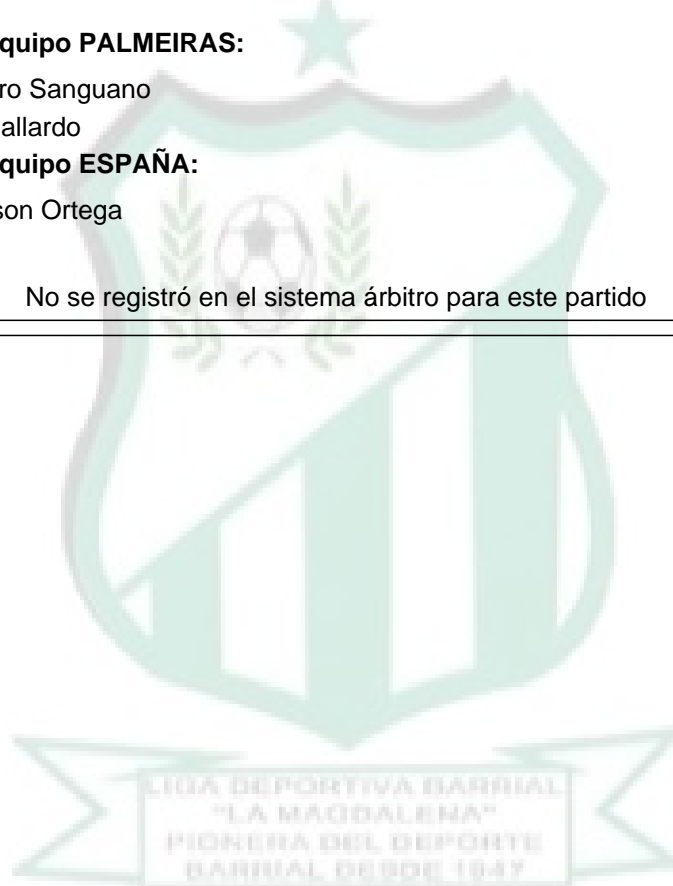 quipo PALMEIRAS:
ro Sanguano
allardo
quipo ESPAÑA:
son Ortega
No se registró en el sistema árbitro para este partido
LIGA DEPORTIVA BARRIAL
"LA MAGDALENA"
PIONERA DEL DEPORTE
BARRIAL DESDE 1947